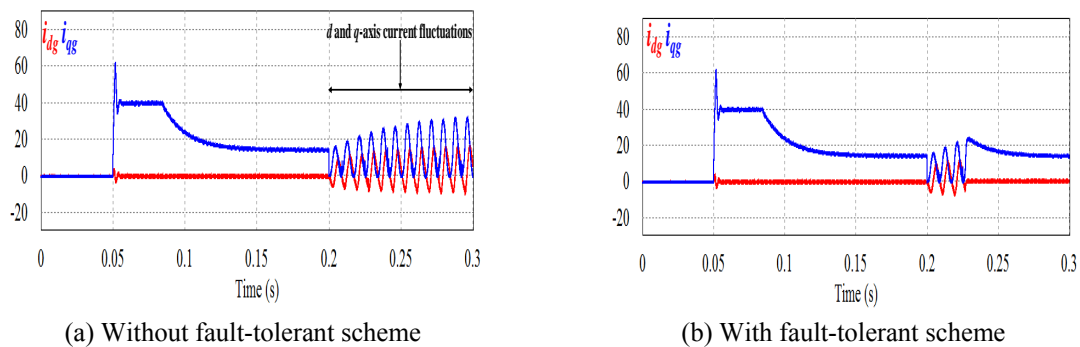 80
60
40
20
0
-20
i_dg i_qg
d and q-axis current fluctuations
0 0.05 0.1 0.15 0.2 0.25 0.3
Time (s)
(a) Without fault-tolerant scheme
80
60
40
20
0
-20
i_dg i_qg
0 0.05 0.1 0.15 0.2 0.25 0.3
Time (s)
(b) With fault-tolerant scheme